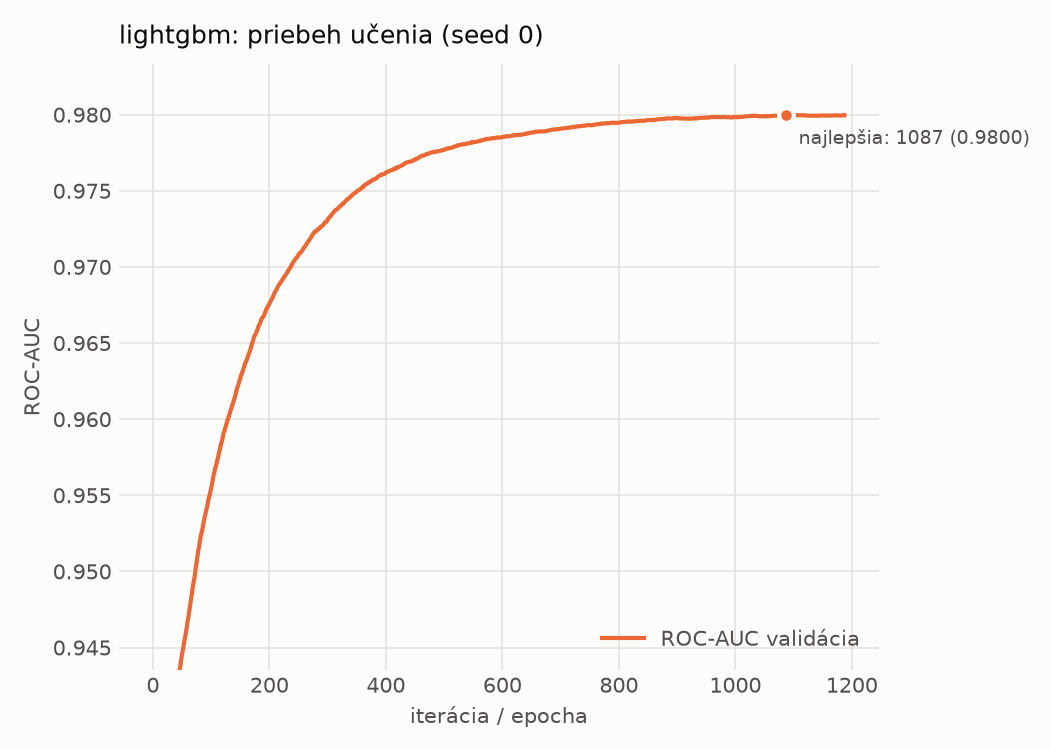 lightgbm: priebeh učenia (seed 0)
ROC-AUC
0.980
0.975
0.970
0.965
0.960
0.955
0.950
0.945
najlepšia: 1087 (0.9800)
ROC-AUC validácia
0 200 400 600 800 1000 1200
iterácia / epocha